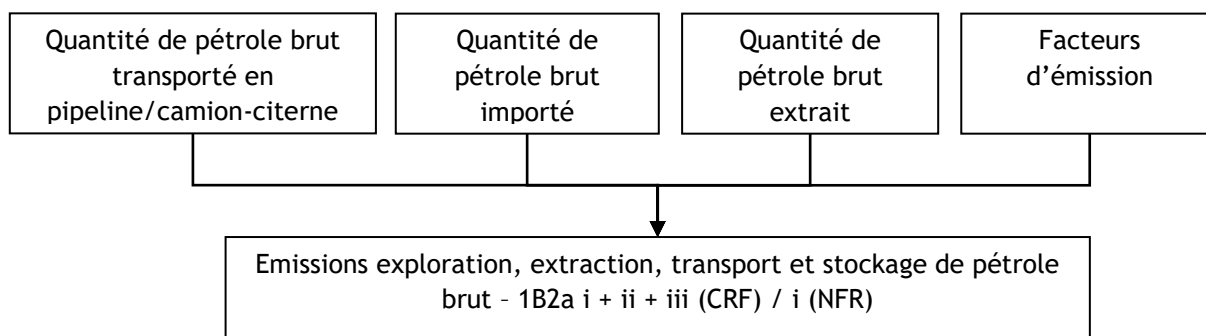 Quantité de pétrole brut
transporté en
pipeline/camion-citerne
Quantité de
pétrole brut
importé
Quantité de
pétrole brut
extrait
Facteurs
d’émission
Emissions exploration, extraction, transport et stockage de pétrole
brut – 1B2a i + ii + iii (CRF) / i (NFR)